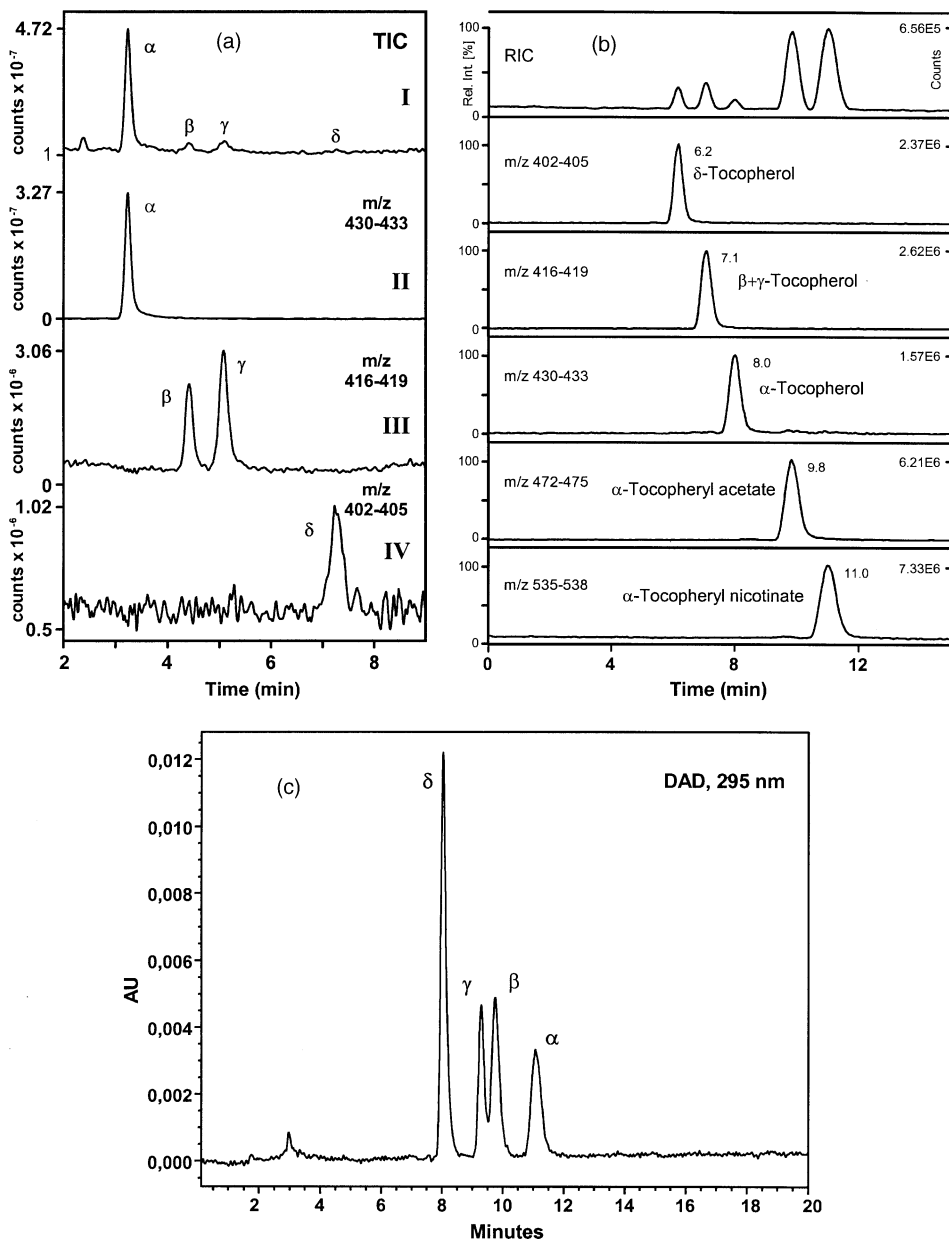 (a)
TIC
4.72
α
I
β
γ
δ
1
counts x 10⁻⁷
3.27
α
m/z
430-433
II
0
counts x 10⁻⁷
3.06
β
γ
m/z
416-419
III
0
counts x 10⁻⁶
m/z
402-405
1.02
δ
IV
0.5
counts x 10⁻⁶
2 4 6 8
Time (min)
(b)
100
RIC
6.56E5
Rel. Int. [%]
Counts
0
100
m/z 402-405
6.2
δ-Tocopherol
2.37E6
0
100
m/z 416-419
7.1
β+γ-Tocopherol
2.62E6
0
100
m/z 430-433
8.0
α-Tocopherol
1.57E6
0
100
m/z 472-475
9.8
α-Tocopheryl acetate
6.21E6
0
100
m/z 535-538
11.0
α-Tocopheryl nicotinate
7.33E6
0
0 4 8 12
Time (min)
(c)
DAD, 295 nm
δ
γ
β
α
0,012
0,010
0,008
0,006
0,004
0,002
0,000
AU
2 4 6 8 10 12 14 16 18 20
Minutes